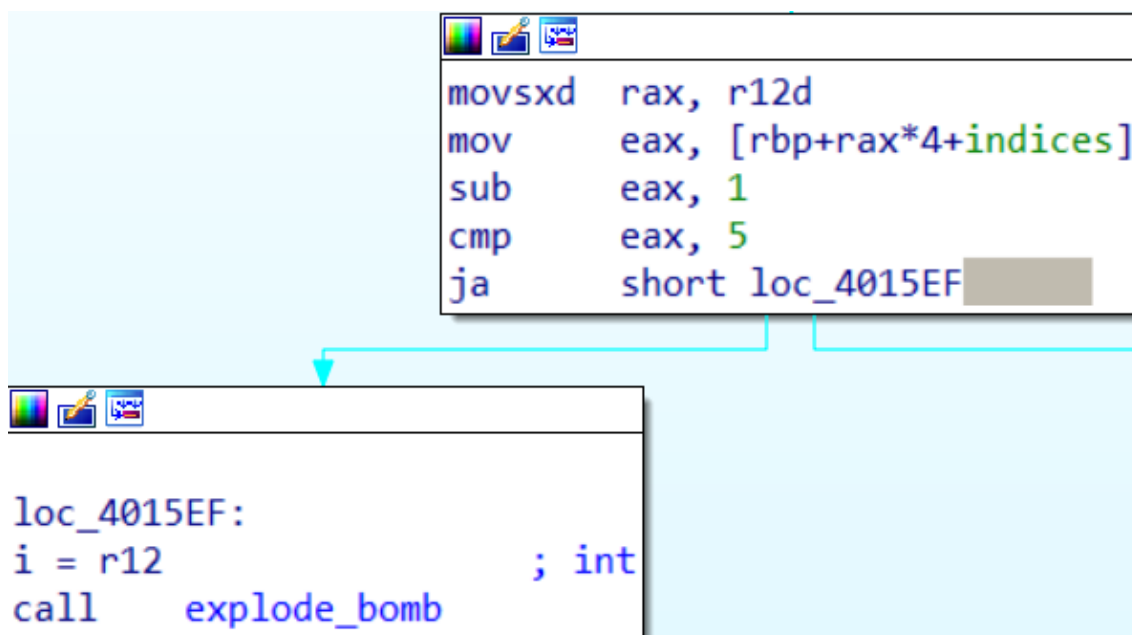 movsxd rax, r12d
mov eax, [rbp+rax*4+indices]
sub eax, 1
cmp eax, 5
ja short loc_4015EF
loc_4015EF:
i = r12 ; int
call explode_bomb